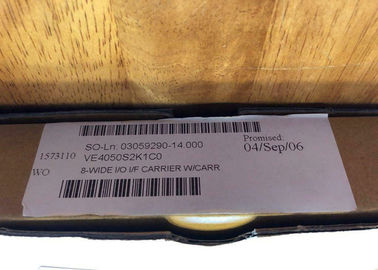 SO-Ln: 03059290-14.000
Promised:
1573110
VE4050S2K1C0
04/Sep/06
WO
8-WIDE I/O I/F CARRIER W/CARR